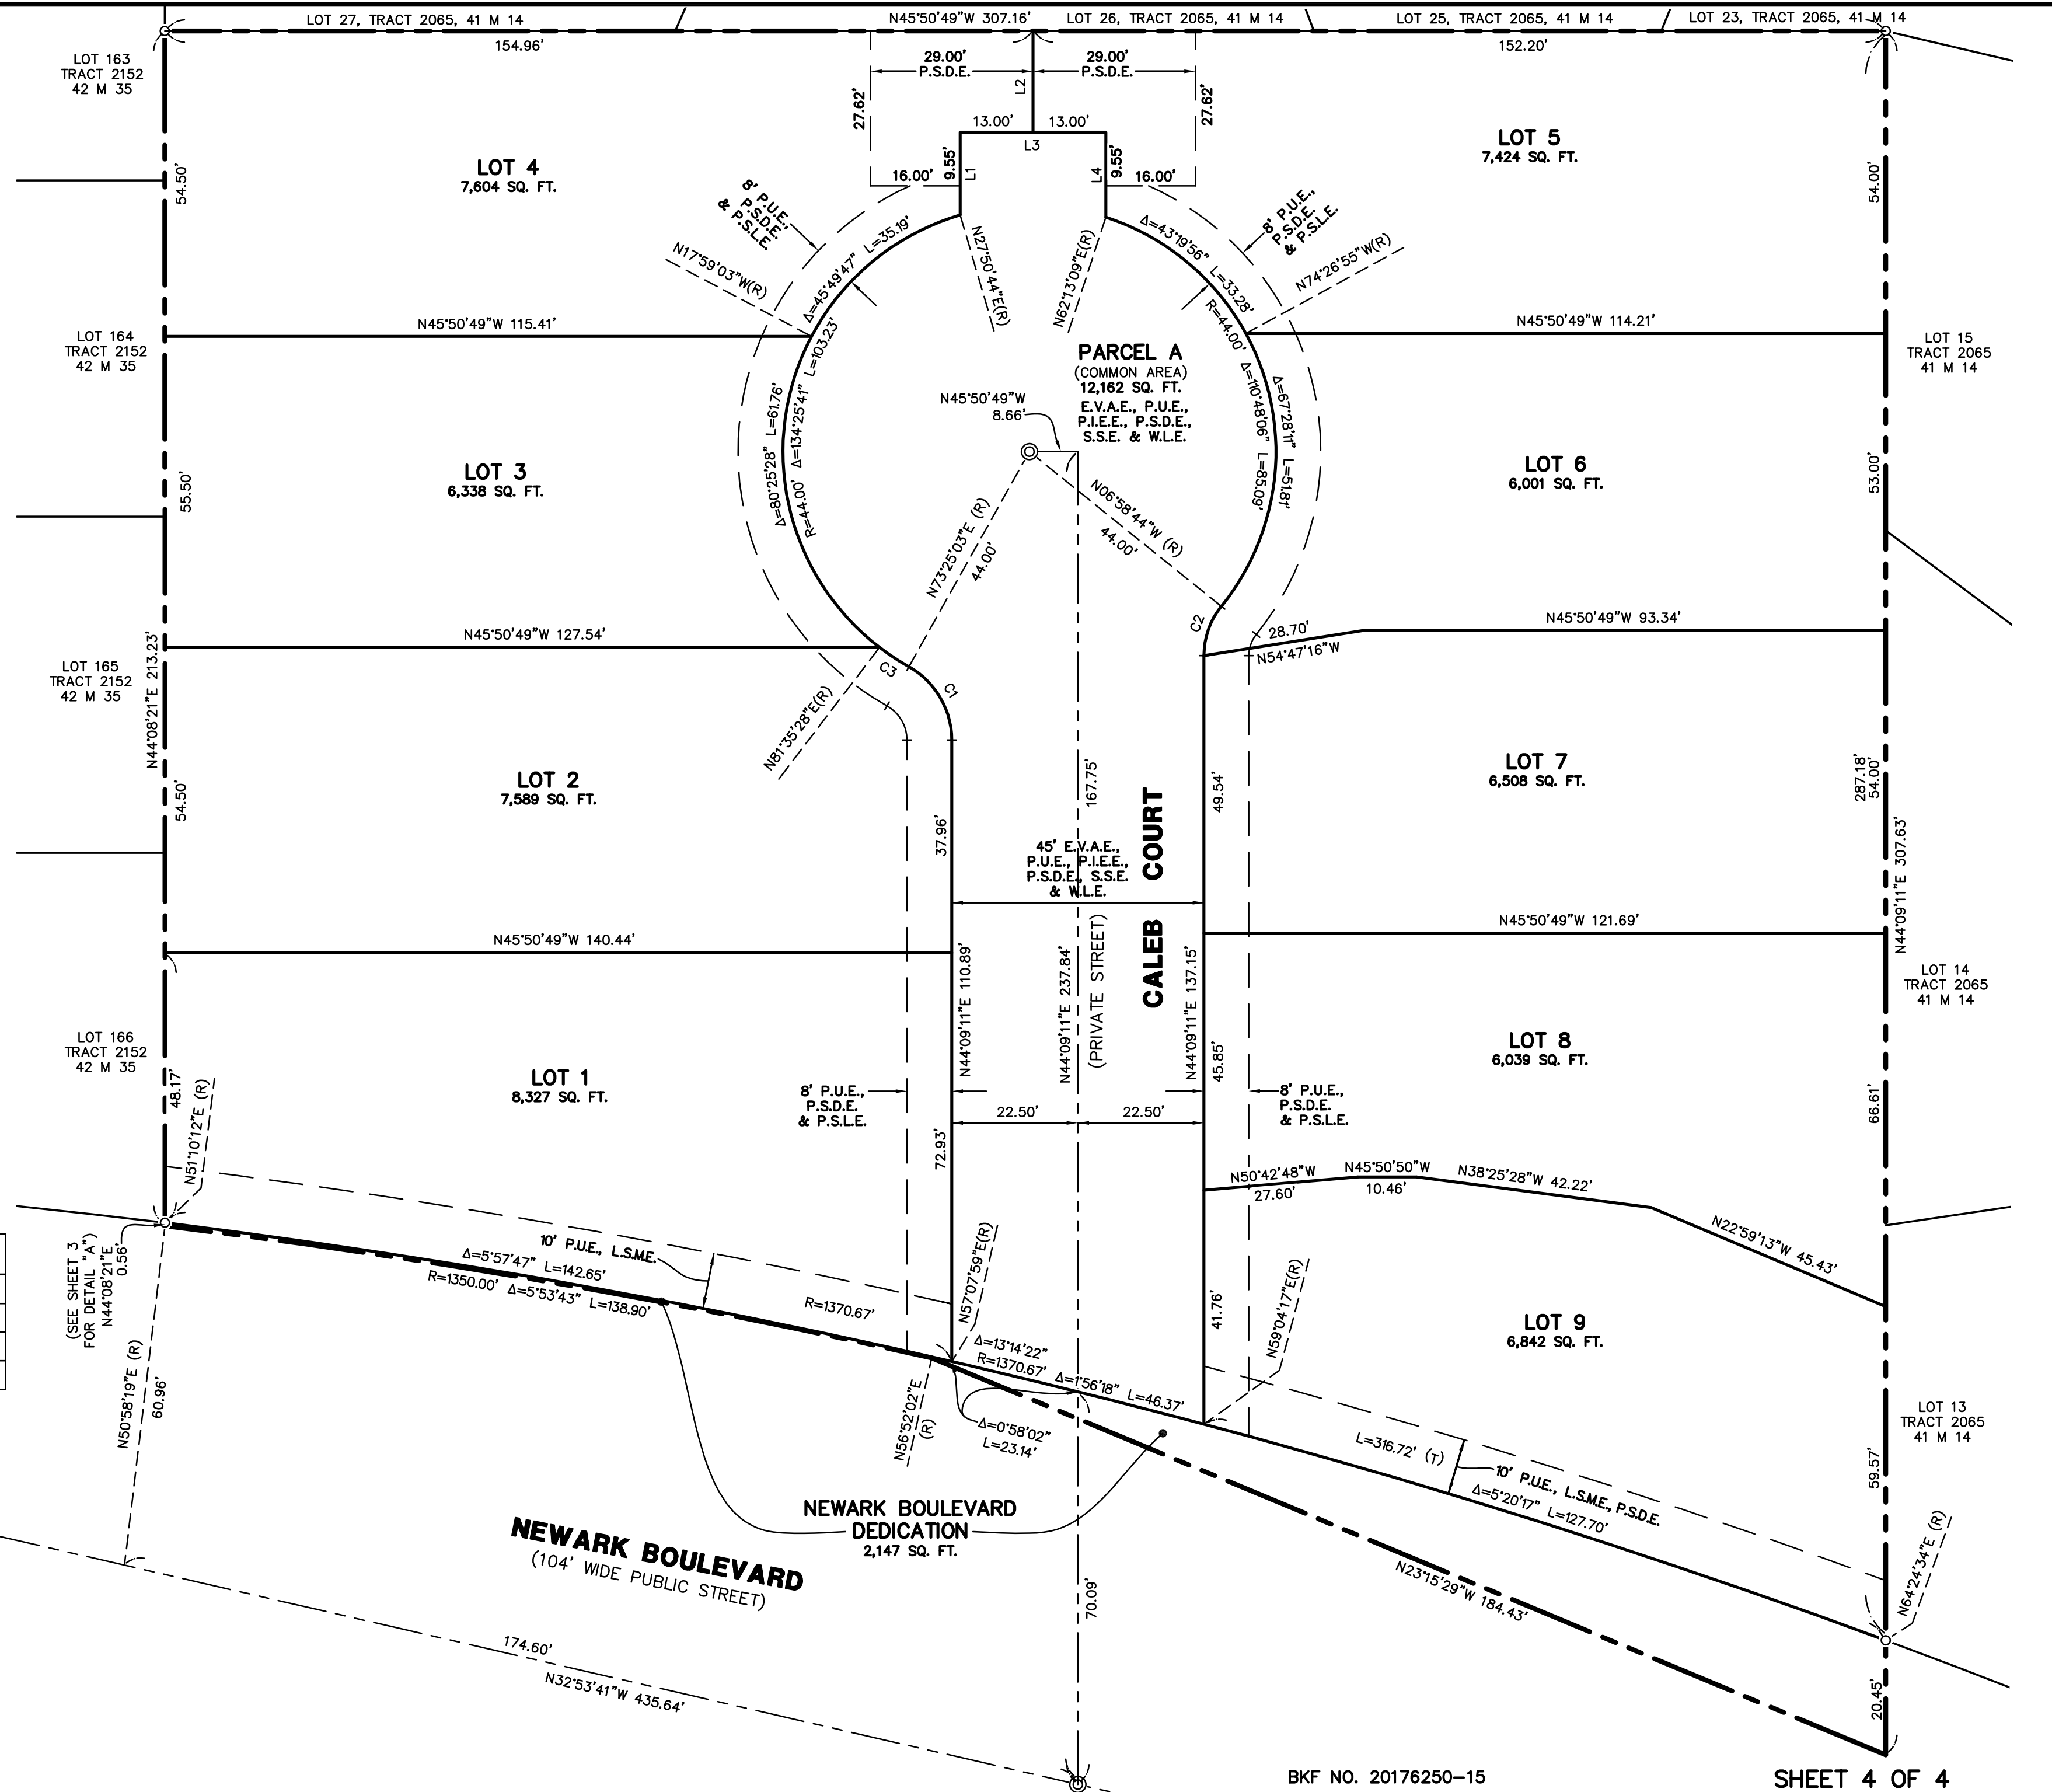 LOT 27, TRACT 2065, 41 M 14
N45°50'49"W 307.16'
LOT 26, TRACT 2065, 41 M 14
LOT 25, TRACT 2065, 41 M 14
LOT 23, TRACT 2065, 41 M 14
154.96'
152.20'
LOT 163
TRACT 2152
42 M 35
29.00'
P.S.D.E.
29.00'
P.S.D.E.
L2
27.62'
27.62'
13.00'
13.00'
L3
9.55'
L1
L4
9.55'
16.00'
16.00'
LOT 4
7,604 SQ. FT.
LOT 5
7,424 SQ. FT.
54.50'
54.00'
8' P.U.E,
P.S.D.E'
& P.S.L.E.
8' P.U.E.,
P.S.D.E.
& P.S.L.E.
N17°59'03"W(R)
Δ=45°49'47" L=35.19'
N27°50'44"E(R)
N62°13'09"E(R)
Δ=43°19'56" L=33.28'
N74°26'55"W(R)
N45°50'49"W 115.41'
N45°50'49"W 114.21'
LOT 164
TRACT 2152
42 M 35
LOT 15
TRACT 2065
41 M 14
PARCEL A
(COMMON AREA)
12,162 SQ. FT.
E.V.A.E., P.U.E.,
P.I.E.E., P.S.D.E.,
S.S.E. & W.L.E.
N45°50'49"W
8.66'
Δ=80°25'28" L=61.76'
R=44.00' Δ=134°25'41" L=103.23'
R=44.00' Δ=110°48'06" L=85.09'
Δ=67°28'11" L=51.81'
LOT 3
6,338 SQ. FT.
LOT 6
6,001 SQ. FT.
55.50'
53.00'
N73°25'03"E (R)
44.00'
N06°58'44"W (R)
44.00'
N45°50'49"W 127.54'
N45°50'49"W 93.34'
C2
28.70'
N54°47'16"W
C3
C1
N81°35'28"E(R)
LOT 165
TRACT 2152
42 M 35
N44°08'21"E 213.23'
54.50'
LOT 2
7,589 SQ. FT.
LOT 7
6,508 SQ. FT.
37.96'
167.75'
49.54'
287.18'
54.00'
N44°09'11"E 307.63'
45' E.V.A.E.,
P.U.E., P.I.E.E.,
P.S.D.E., S.S.E.
& W.L.E.
CALEB COURT
(PRIVATE STREET)
N45°50'49"W 140.44'
N45°50'49"W 121.69'
N44°09'11"E 110.89'
N44°09'11"E 237.84'
N44°09'11"E 137.15'
LOT 14
TRACT 2065
41 M 14
LOT 166
TRACT 2152
42 M 35
48.17'
N51°10'12"E (R)
LOT 1
8,327 SQ. FT.
8' P.U.E.,
P.S.D.E.
& P.S.L.E.
22.50'
22.50'
72.93'
45.85'
8' P.U.E.,
P.S.D.E.
& P.S.L.E.
LOT 8
6,039 SQ. FT.
66.61'
N50°42'48"W
27.60'
N45°50'50"W
10.46'
N38°25'28"W 42.22'
N22°59'13"W 45.43'
(SEE SHEET 3
FOR DETAIL "A")
N44°08'21"E
0.56'
10' P.U.E., L.S.M.E.
Δ=5°57'47" L=142.65'
R=1350.00' Δ=5°53'43" L=138.90'
R=1370.67'
N57°07'59"E(R)
41.76'
N59°04'17"E(R)
LOT 9
6,842 SQ. FT.
Δ=13°14'22"
R=1370.67' Δ=1°56'18" L=46.37'
Δ=0°58'02"
L=23.14'
N56°52'02"E
(R)
N50°58'19"E (R)
60.96'
L=316.72' (T)
10' P.U.E., L.S.M.E., P.S.D.E.
Δ=5°20'17" L=127.70'
59.57'
LOT 13
TRACT 2065
41 M 14
N64°24'34"E (R)
NEWARK BOULEVARD
DEDICATION
2,147 SQ. FT.
NEWARK BOULEVARD
(104' WIDE PUBLIC STREET)
N23°15'29"W 184.43'
70.09'
174.60'
N32°53'41"W 435.64'
20.45'
BKF NO. 20176250-15
SHEET 4 OF 4